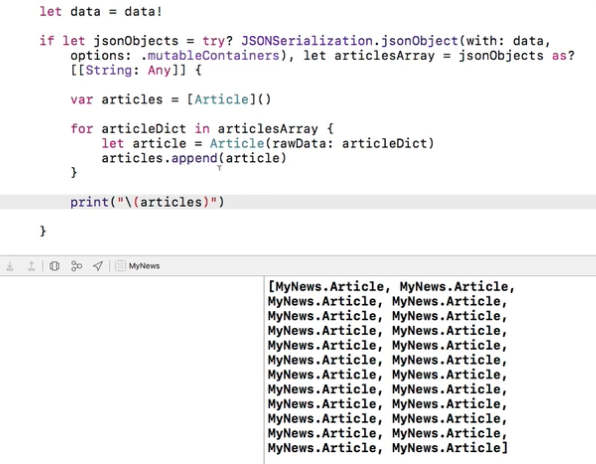 let data = data!
if let jsonObjects = try? JSONSerialization.jsonObject(with: data,
options: .mutableContainers), let articlesArray = jsonObjects as?
[[String: Any]] {
var articles = [Article]()
for articleDict in articlesArray {
let article = Article(rawData: articleDict)
articles.append(article)
}
print("\(articles)")
}
MyNews
[MyNews.Article, MyNews.Article,
MyNews.Article, MyNews.Article,
MyNews.Article, MyNews.Article,
MyNews.Article, MyNews.Article,
MyNews.Article, MyNews.Article,
MyNews.Article, MyNews.Article,
MyNews.Article, MyNews.Article,
MyNews.Article, MyNews.Article,
MyNews.Article, MyNews.Article,
MyNews.Article, MyNews.Article,
MyNews.Article, MyNews.Article,
MyNews.Article, MyNews.Article]